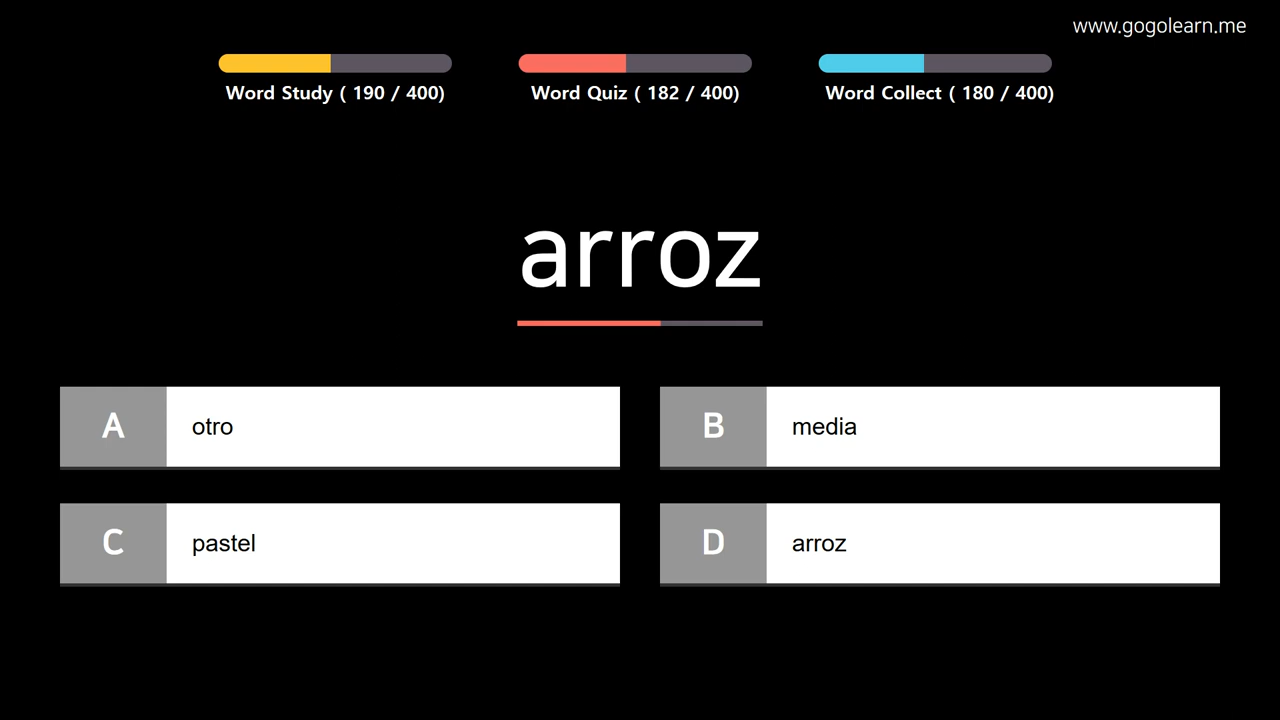 www.gogolearn.me
Word Study ( 190 / 400)
Word Quiz ( 182 / 400)
Word Collect ( 180 / 400)
arroz
A otro
B media
C pastel
D arroz